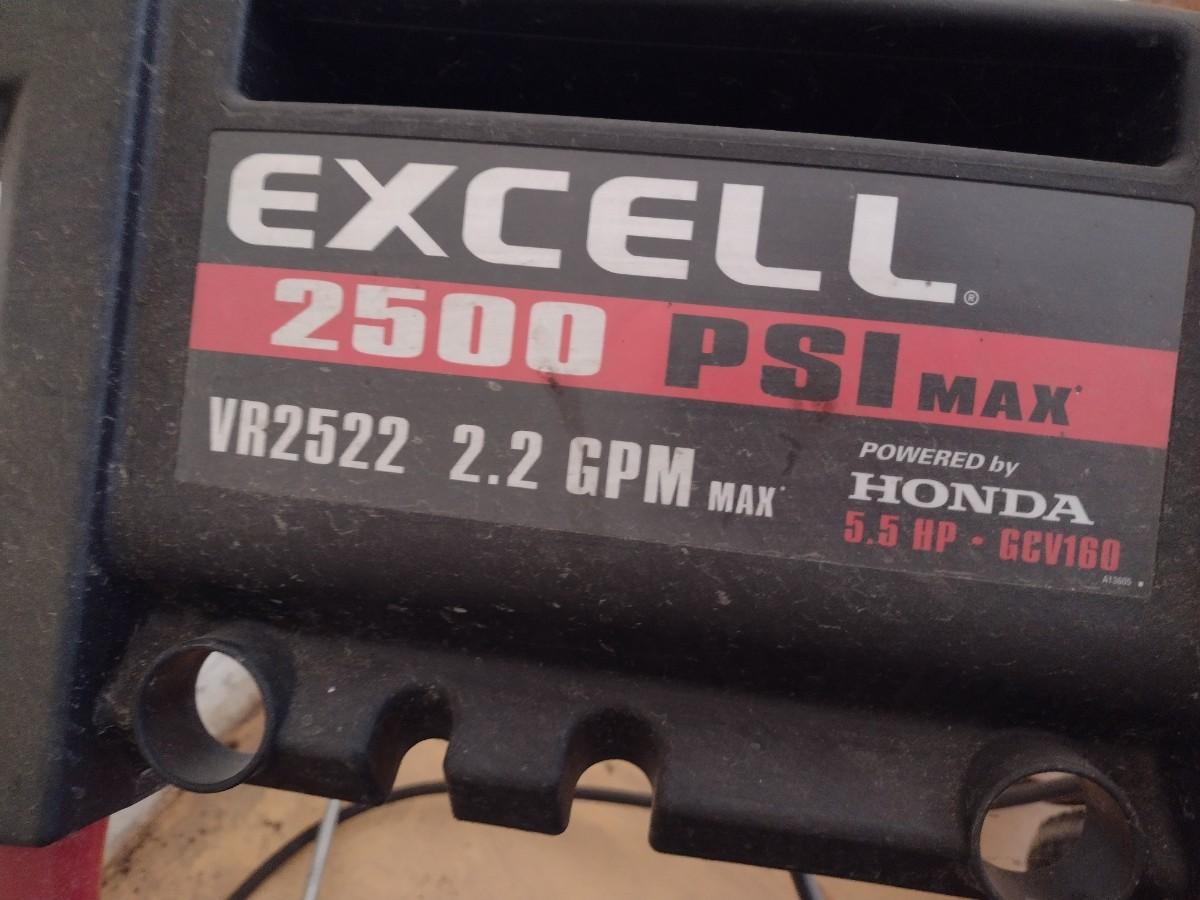 EXCELL®
2500 PSI MAX*
VR2522 2.2 GPM MAX*
POWERED by
HONDA
5.5 HP • GCV160
A13605